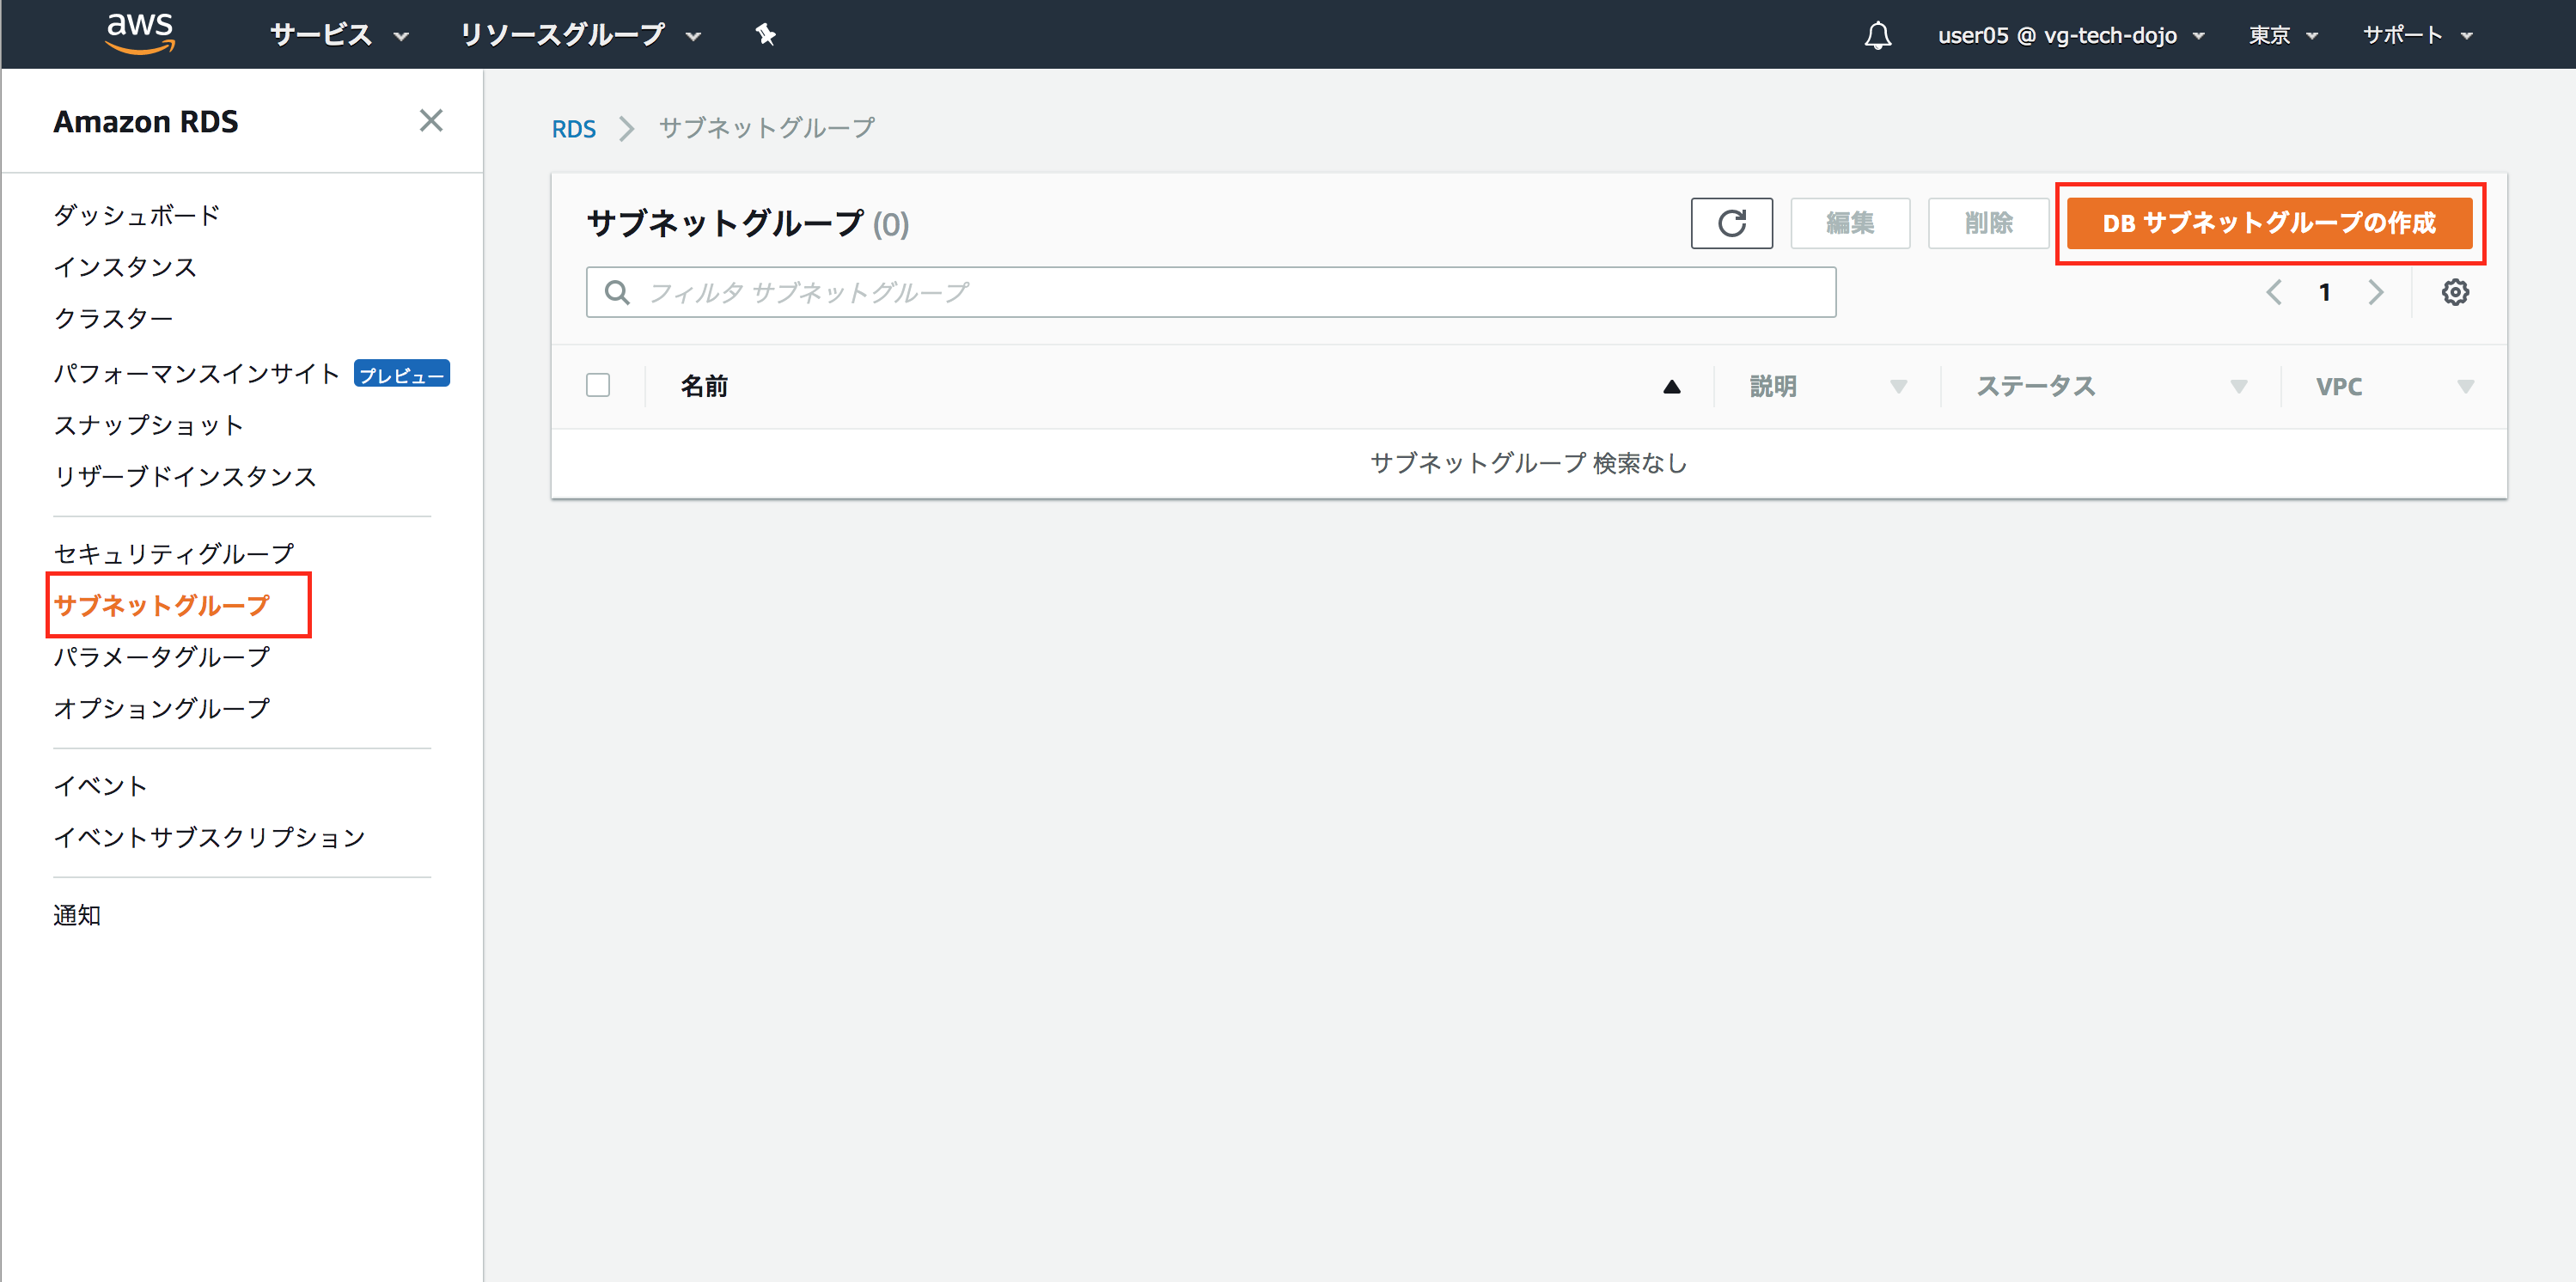 aws サービス リソースグループ user05 @ vg-tech-dojo 東京 サポート
Amazon RDS
ダッシュボード
インスタンス
クラスター
パフォーマンスインサイト プレビュー
スナップショット
リザーブドインスタンス
セキュリティグループ
サブネットグループ
パラメータグループ
オプショングループ
イベント
イベントサブスクリプション
通知
RDS サブネットグループ
サブネットグループ (0) 編集 削除 DB サブネットグループの作成
フィルタ サブネットグループ 1
名前 説明 ステータス VPC
サブネットグループ 検索なし